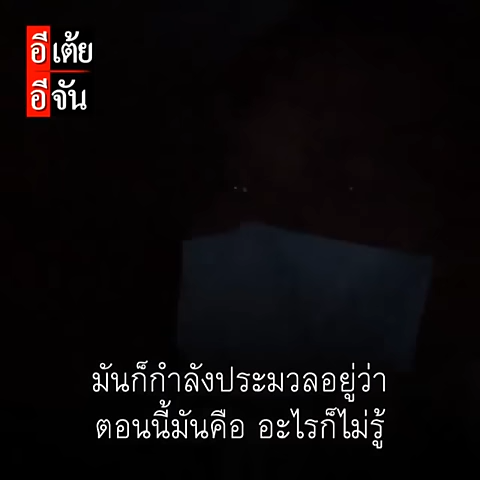 อีเต้ย
อีจัน
มันก็กำลังประมวลอยู่ว่า
ตอนนี้มันคือ อะไรก็ไม่รู้